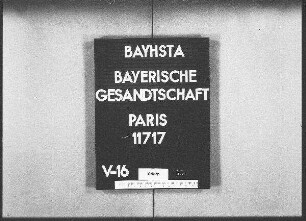 BAYHSTA
BAYERISCHE
GESANDTSCHAFT
PARIS
11717
V-16